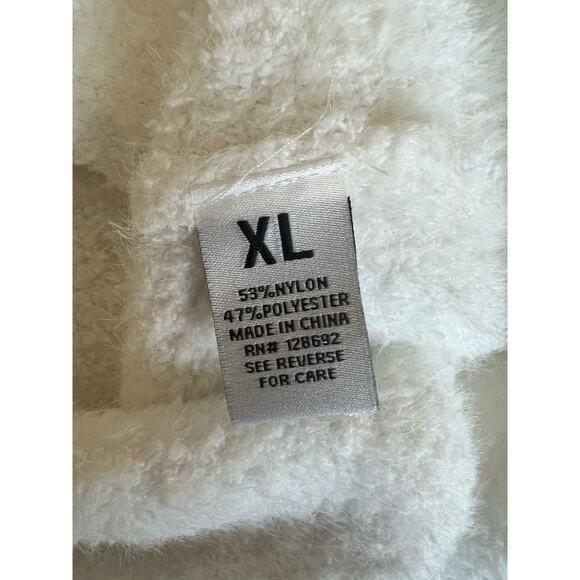 XL
53%NYLON
47%POLYESTER
MADE IN CHINA
RN# 128692
SEE REVERSE
FOR CARE